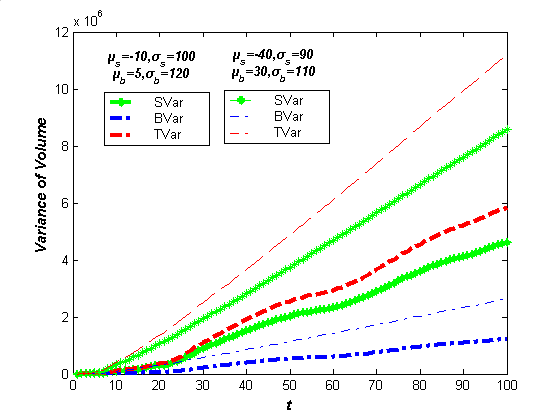 x 10^6
12
10
8
6
4
2
0
0 10 20 30 40 50 60 70 80 90 100
Variance of Volume
t
μs=-10,σs=100
μb=5,σb=120
SVar
BVar
TVar
μs=-40,σs=90
μb=30,σb=110
SVar
BVar
TVar